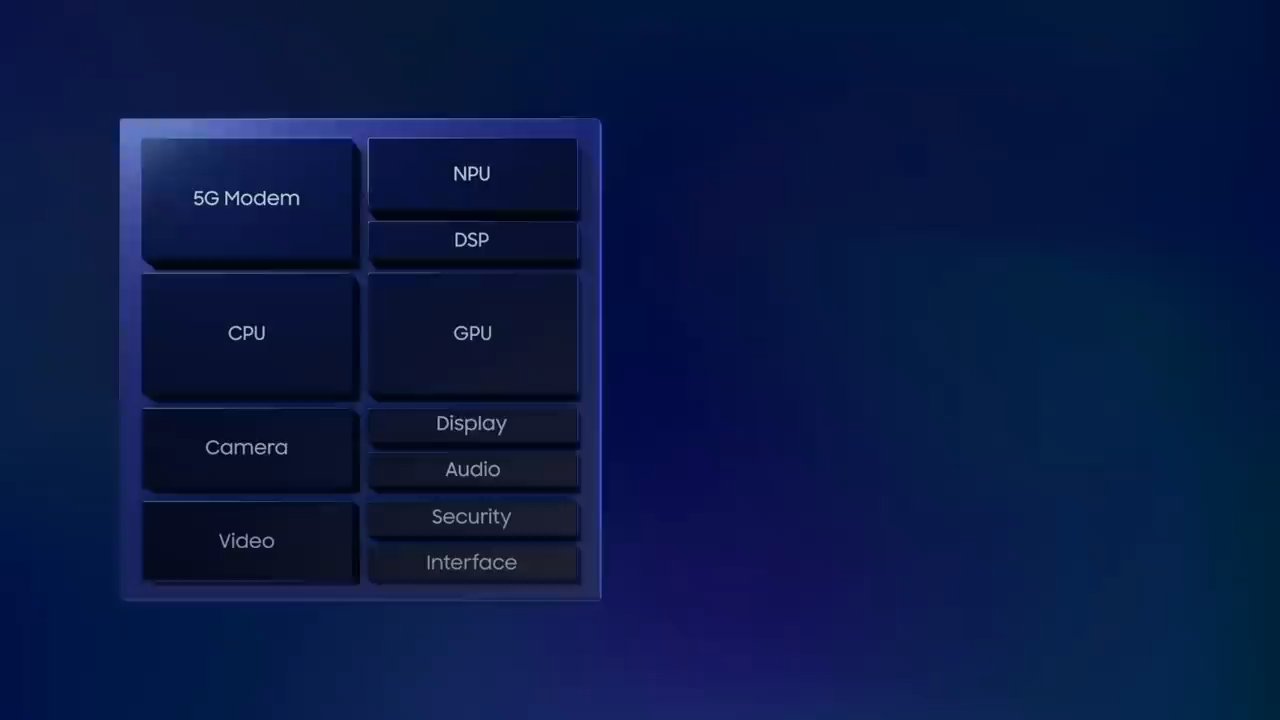 5G Modem
NPU
DSP
CPU
GPU
Camera
Display
Audio
Video
Security
Interface